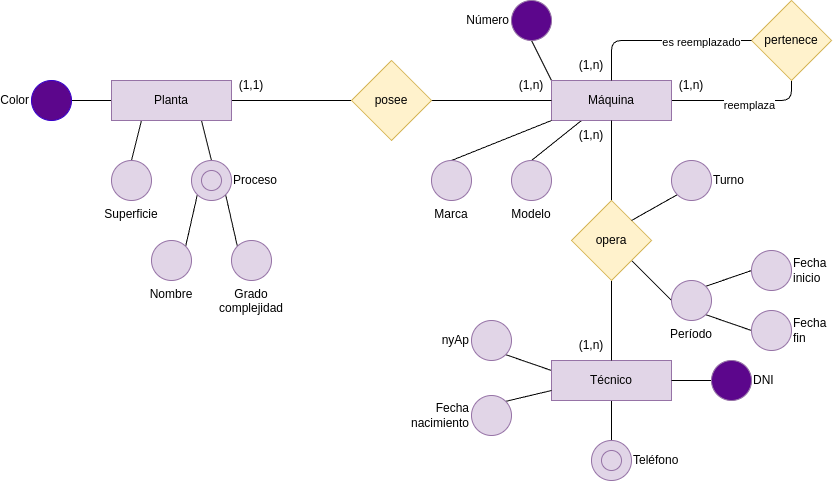 Número
es reemplazado
pertenece
(1,n)
Color
Planta
(1,1)
posee
(1,n)
Máquina
(1,n)
reemplaza
(1,n)
Superficie
Proceso
Marca
Modelo
Turno
Nombre
Grado
complejidad
opera
Período
Fecha
inicio
Fecha
fin
nyAp
(1,n)
Técnico
DNI
Fecha
nacimiento
Teléfono